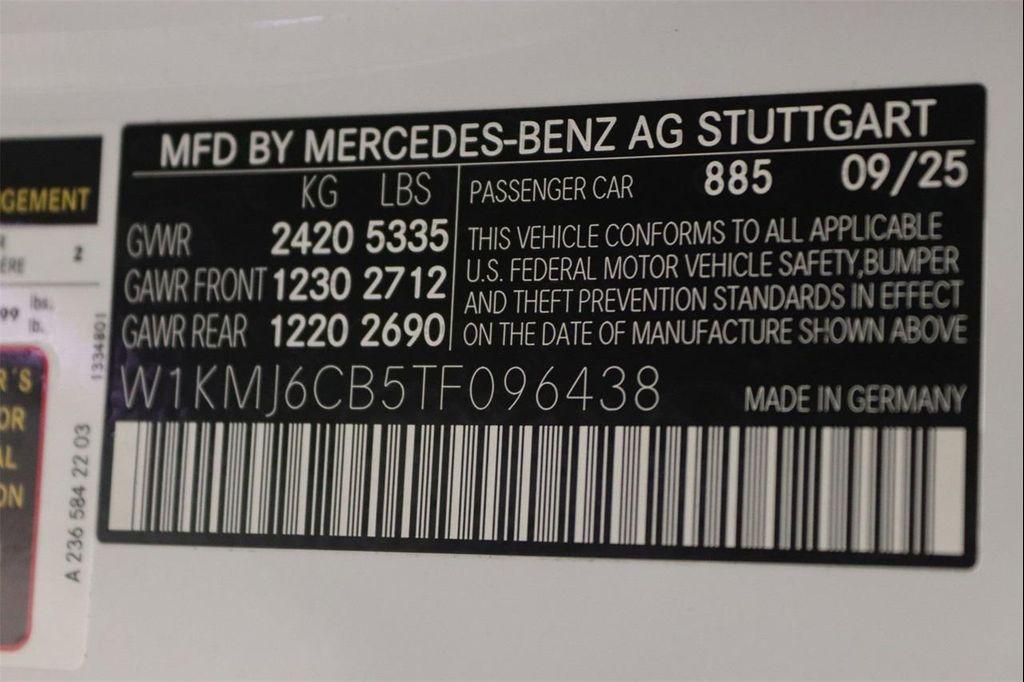 MFD BY MERCEDES-BENZ AG STUTTGART
KG LBS
GVWR 2420 5335
GAWR FRONT 1230 2712
GAWR REAR 1220 2690
PASSENGER CAR 885 09/25
THIS VEHICLE CONFORMS TO ALL APPLICABLE
U.S. FEDERAL MOTOR VEHICLE SAFETY,BUMPER
AND THEFT PREVENTION STANDARDS IN EFFECT
ON THE DATE OF MANUFACTURE SHOWN ABOVE
W1KMJ6CB5TF096438
MADE IN GERMANY
GEMENT
2
lbs.
lb.
1334801
A 236 584 22 03